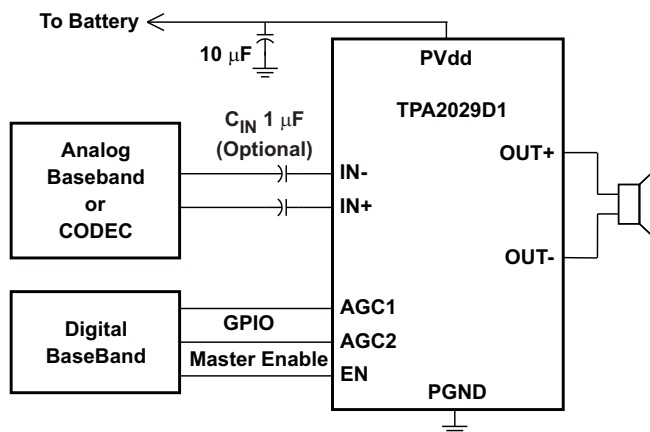 To Battery
10 μF
PVdd
TPA2029D1
C_IN 1 μF
(Optional)
Analog
Baseband
or
CODEC
IN-
IN+
OUT+
OUT-
Digital
BaseBand
GPIO
Master Enable
AGC1
AGC2
EN
PGND